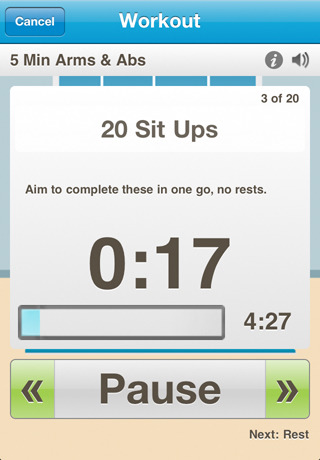 Cancel
Workout
5 Min Arms & Abs
3 of 20
20 Sit Ups
Aim to complete these in one go, no rests.
0:17
4:27
« Pause »
Next: Rest